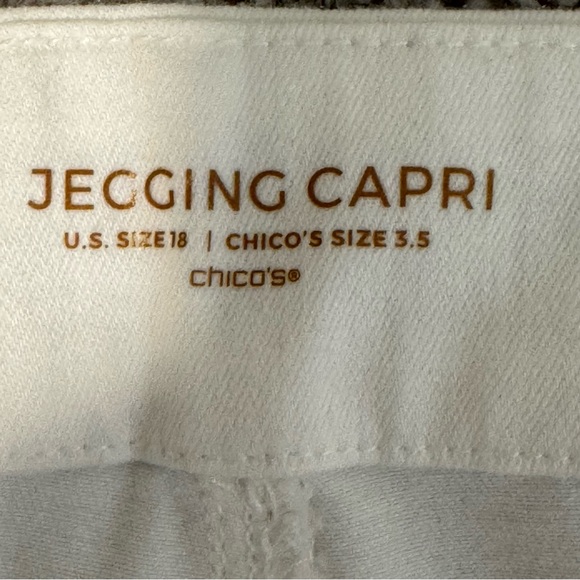 JEGGING CAPRI
U.S. SIZE 18 | CHICO'S SIZE 3.5
chico's®